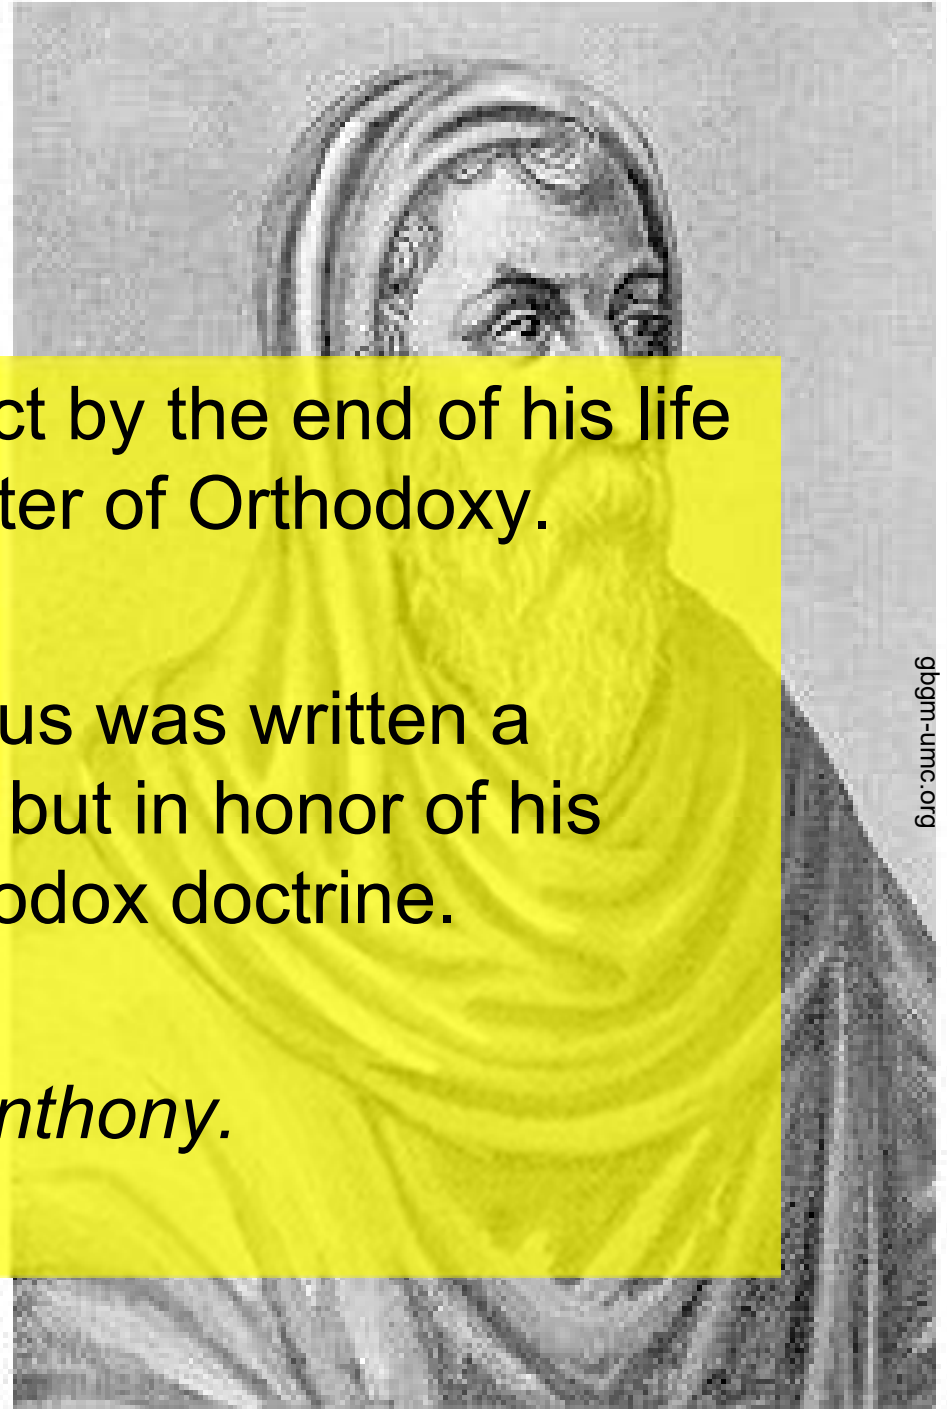 ct by the end of his life
ter of Orthodoxy.
us was written a
but in honor of his
odox doctrine.
nthony.
gbgm-umc.org